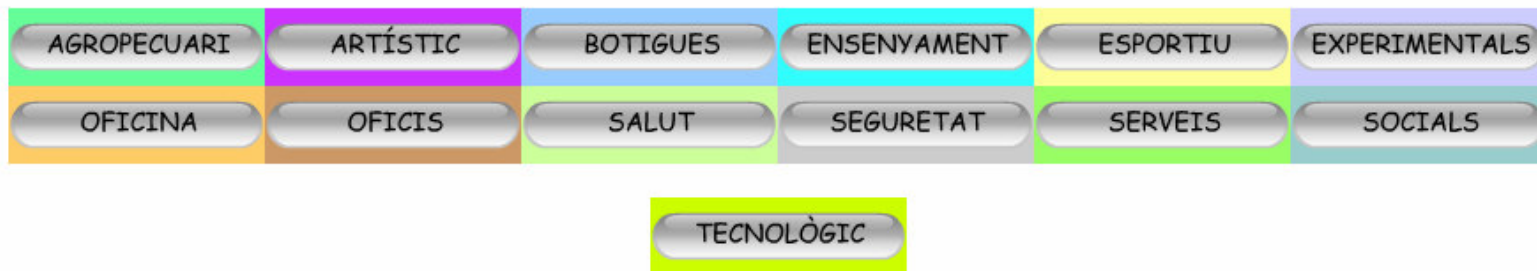 AGROPECUARI ARTÍSTIC BOTIGUES ENSENYAMENT ESPORTIU EXPERIMENTALS
OFICINA OFICIS SALUT SEGURETAT SERVEIS SOCIALS
TECNOLÒGIC